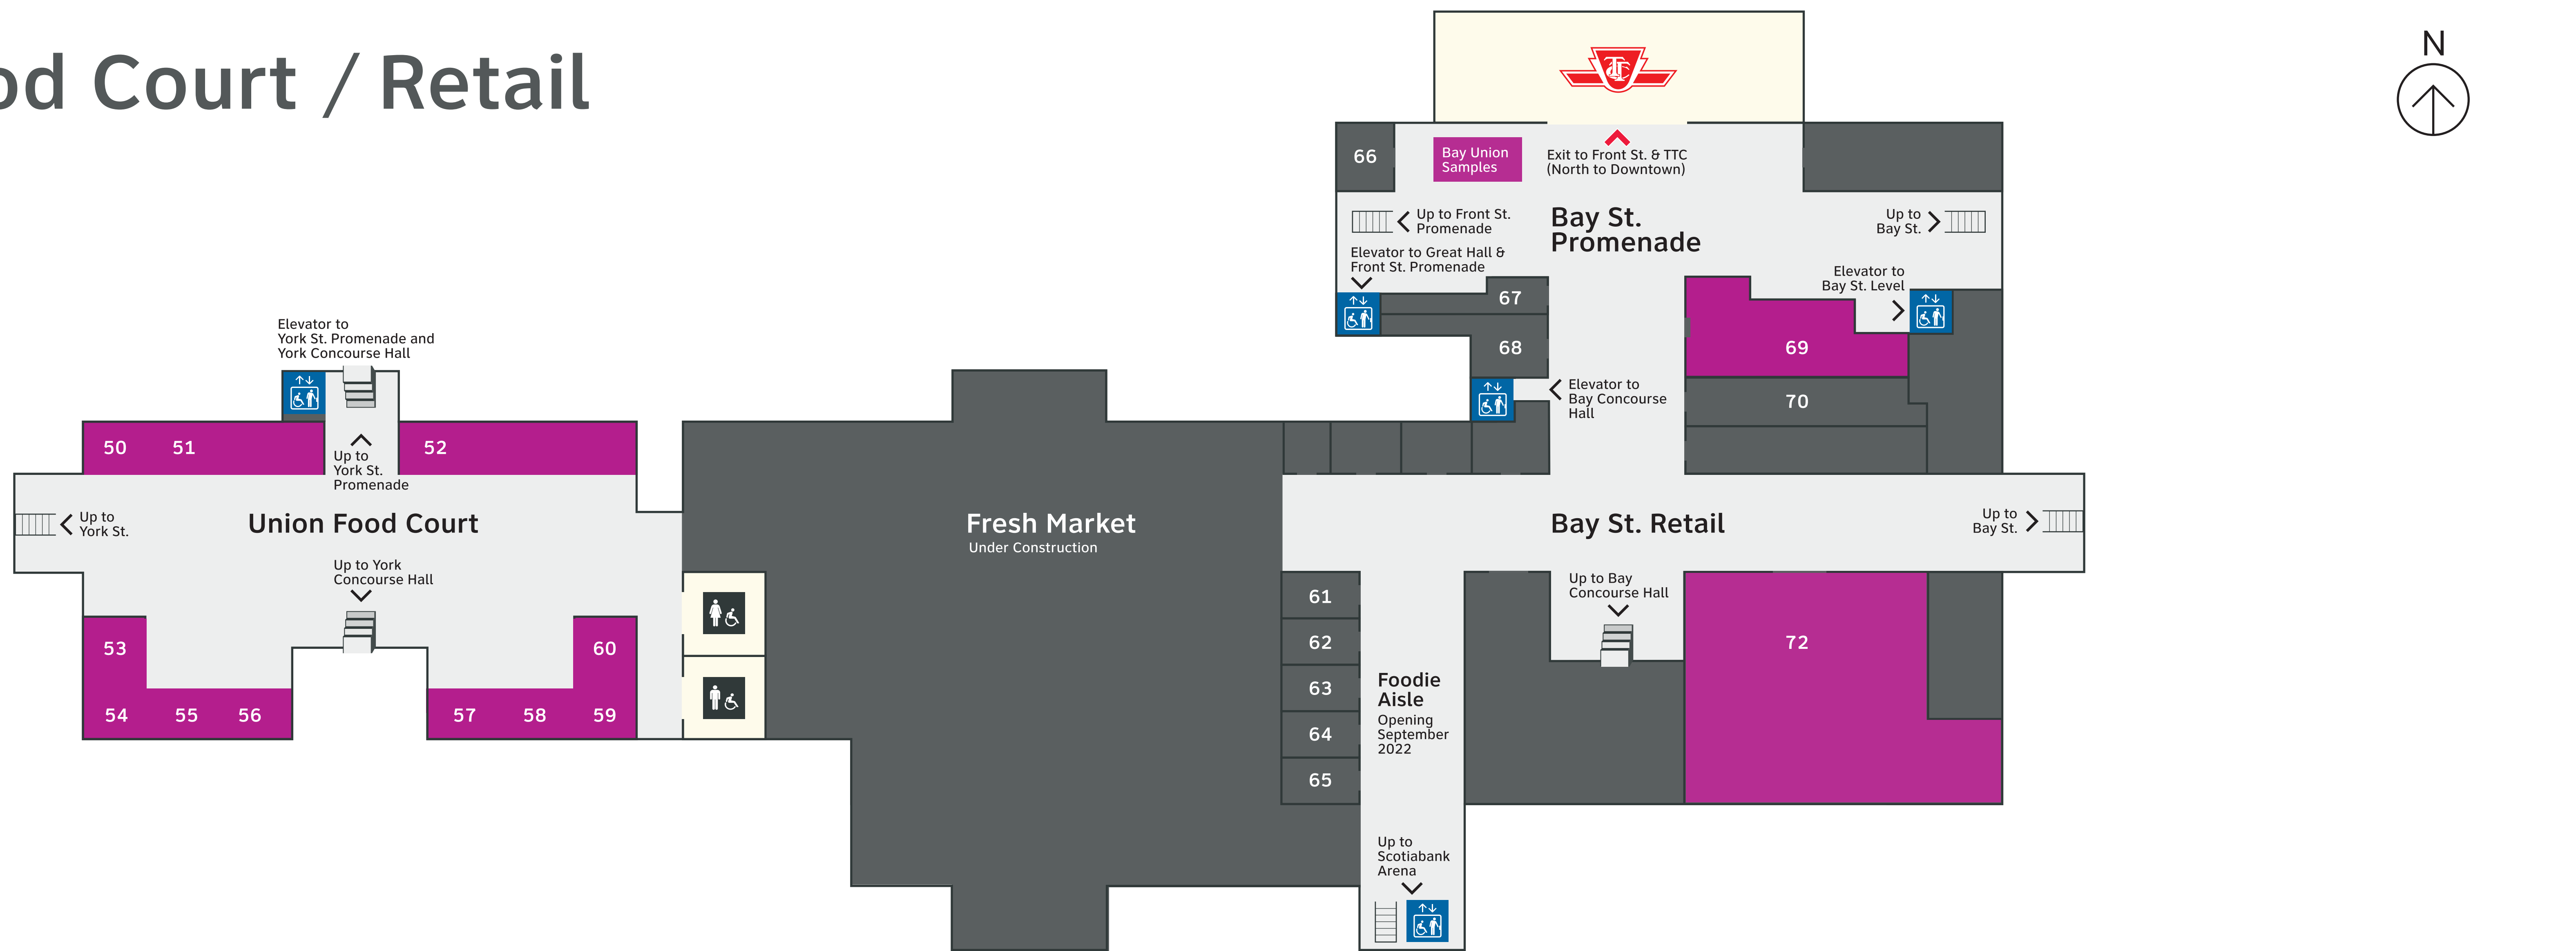 od Court / Retail
N
66
Bay Union
Samples
Exit to Front St. & TTC
(North to Downtown)
Up to Front St.
Promenade
Bay St.
Promenade
Up to
Bay St.
Elevator to Great Hall &
Front St. Promenade
Elevator to
Bay St. Level
67
68
69
70
Elevator to
Bay Concourse
Hall
Elevator to
York St. Promenade and
York Concourse Hall
50
51
52
Up to
York St.
Promenade
Up to
York St.
Union Food Court
Up to York
Concourse Hall
53
54
55
56
57
58
59
60
Fresh Market
Under Construction
Bay St. Retail
Up to
Bay St.
61
62
63
64
65
Up to Bay
Concourse Hall
72
Foodie
Aisle
Opening
September
2022
Up to
Scotiabank
Arena